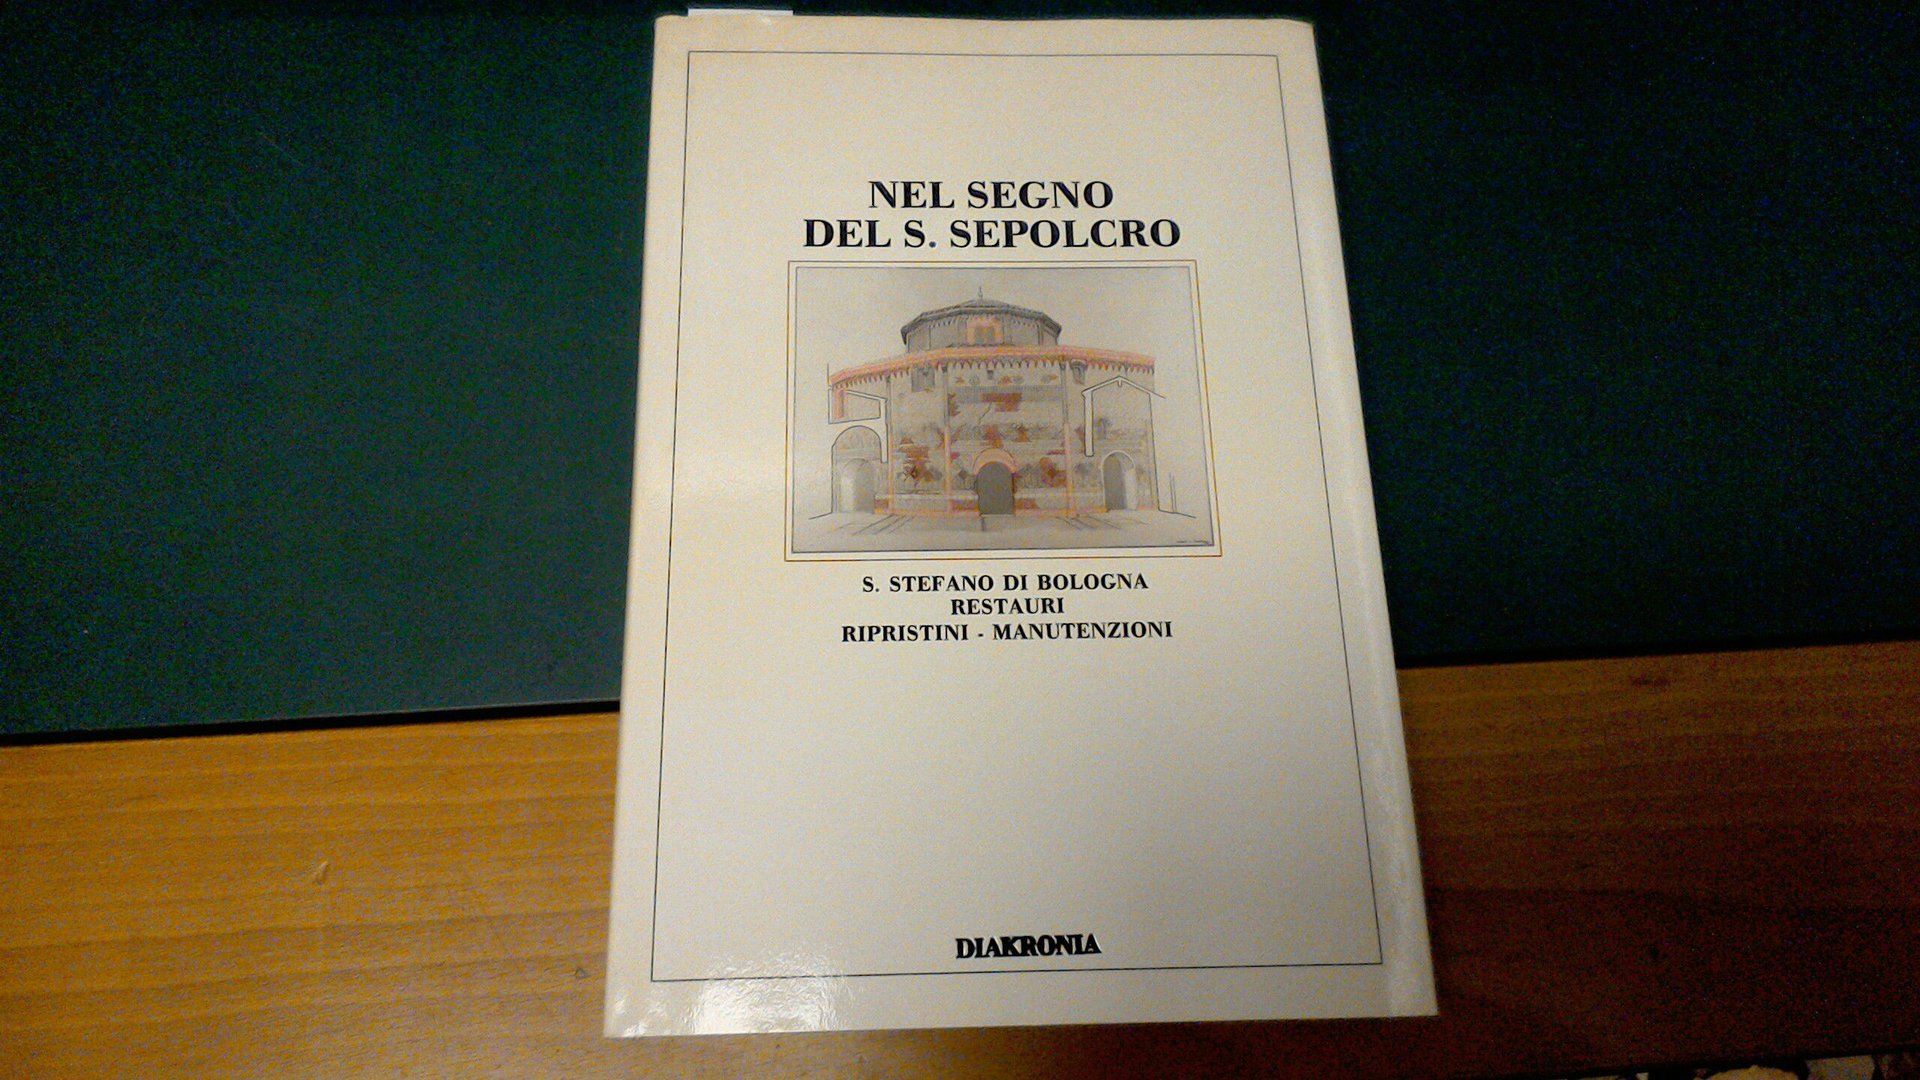 NEL SEGNO
DEL S. SEPOLCRO
S. STEFANO DI BOLOGNA
RESTAURI
RIPRISTINI - MANUTENZIONI
DIAKRONIA